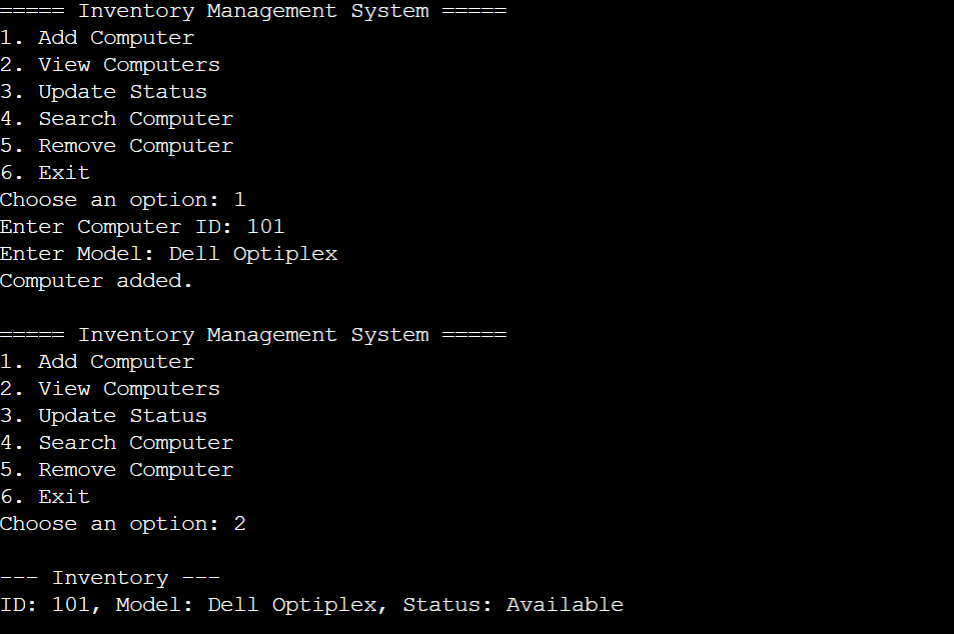 ===== Inventory Management System =====
1. Add Computer
2. View Computers
3. Update Status
4. Search Computer
5. Remove Computer
6. Exit
Choose an option: 1
Enter Computer ID: 101
Enter Model: Dell Optiplex
Computer added.

===== Inventory Management System =====
1. Add Computer
2. View Computers
3. Update Status
4. Search Computer
5. Remove Computer
6. Exit
Choose an option: 2

--- Inventory ---
ID: 101, Model: Dell Optiplex, Status: Available